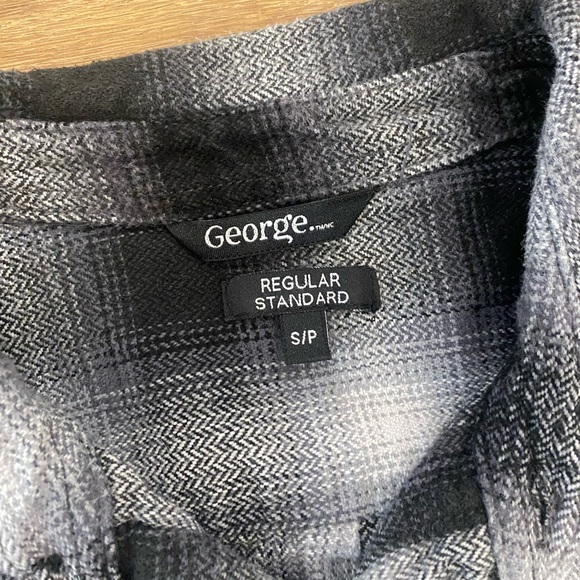 George.
REGULAR
STANDARD
S/P